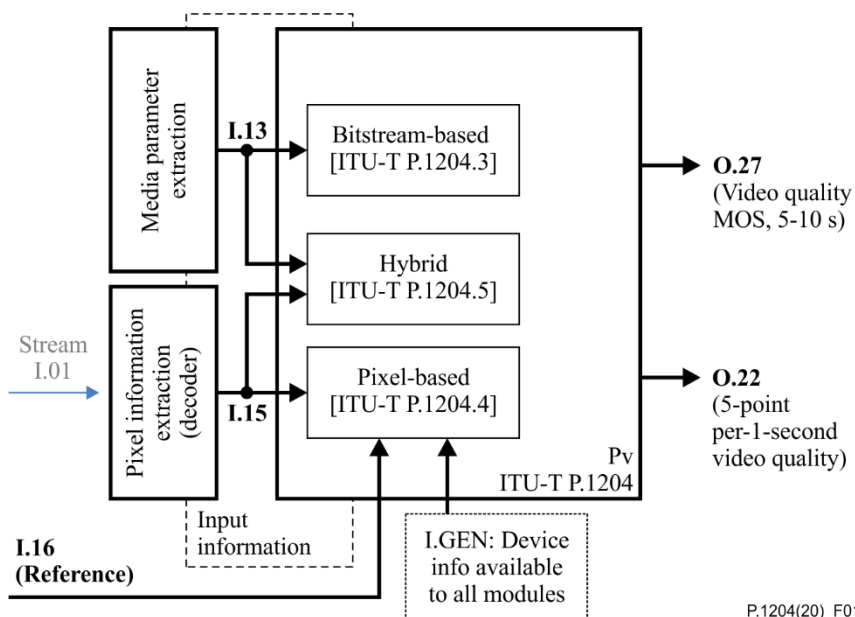 Media parameter
extraction
I.13
Bitstream-based
[ITU-T P.1204.3]
O.27
(Video quality
MOS, 5-10 s)
Hybrid
[ITU-T P.1204.5]
Stream
I.01
Pixel information
extraction
(decoder)
I.15
Pixel-based
[ITU-T P.1204.4]
O.22
(5-point
per-1-second
video quality)
Pv
ITU-T P.1204
Input
information
I.16
(Reference)
I.GEN: Device
info available
to all modules
P.1204(20)_F01